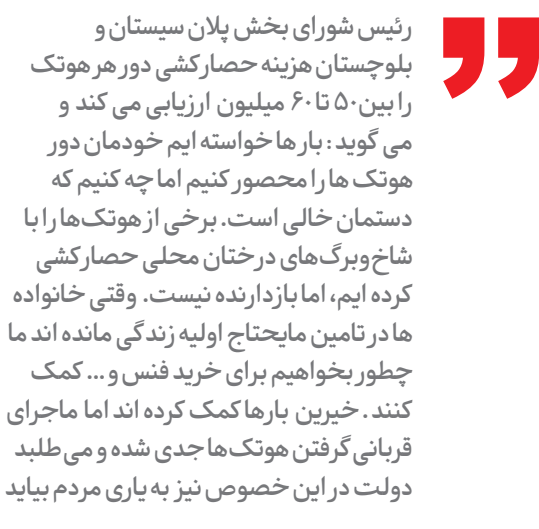 رئیس شورای بخش پلان سیستان و
بلوچستان هزینه حصارکشی دور هر هوتک
را بین ۵۰ تا ۶۰ میلیون ارزیابی می کند و
می گوید : بار ها خواسته ایم خودمان دور
هوتک ها را محصور کنیم اما چه کنیم که
دستمان خالی است. برخی از هوتک‌ها را با
شاخ‌وبرگ‌های درختان محلی حصارکشی
کرده ایم، اما بازدارنده نیست. وقتی خانواده
ها در تامین مایحتاج اولیه زندگی مانده اند ما
چطور بخواهیم برای خرید فنس و ... کمک
کنند . خیرین بارها کمک کرده اند اما ماجرای
قربانی گرفتن هوتک‌ها جدی شده و می‌طلبد
دولت در این خصوص نیز به یاری مردم بیاید